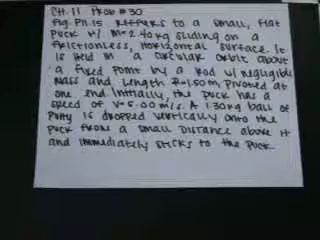 CH. 11 Prob #30
Fig. P11.15 refers to a small, flat
puck w/ m=2.40kg sliding on a
frictionless, horizontal surface. It
is held in a circular orbit about
a fixed point by a rod w/ negligible
mass and length R=1.50m, pivoted at
one end. Initially, the puck has a
speed of v=5.00m/s. A 1.30kg ball of
putty is dropped vertically onto the
puck from a small distance above it
and immediately sticks to the puck